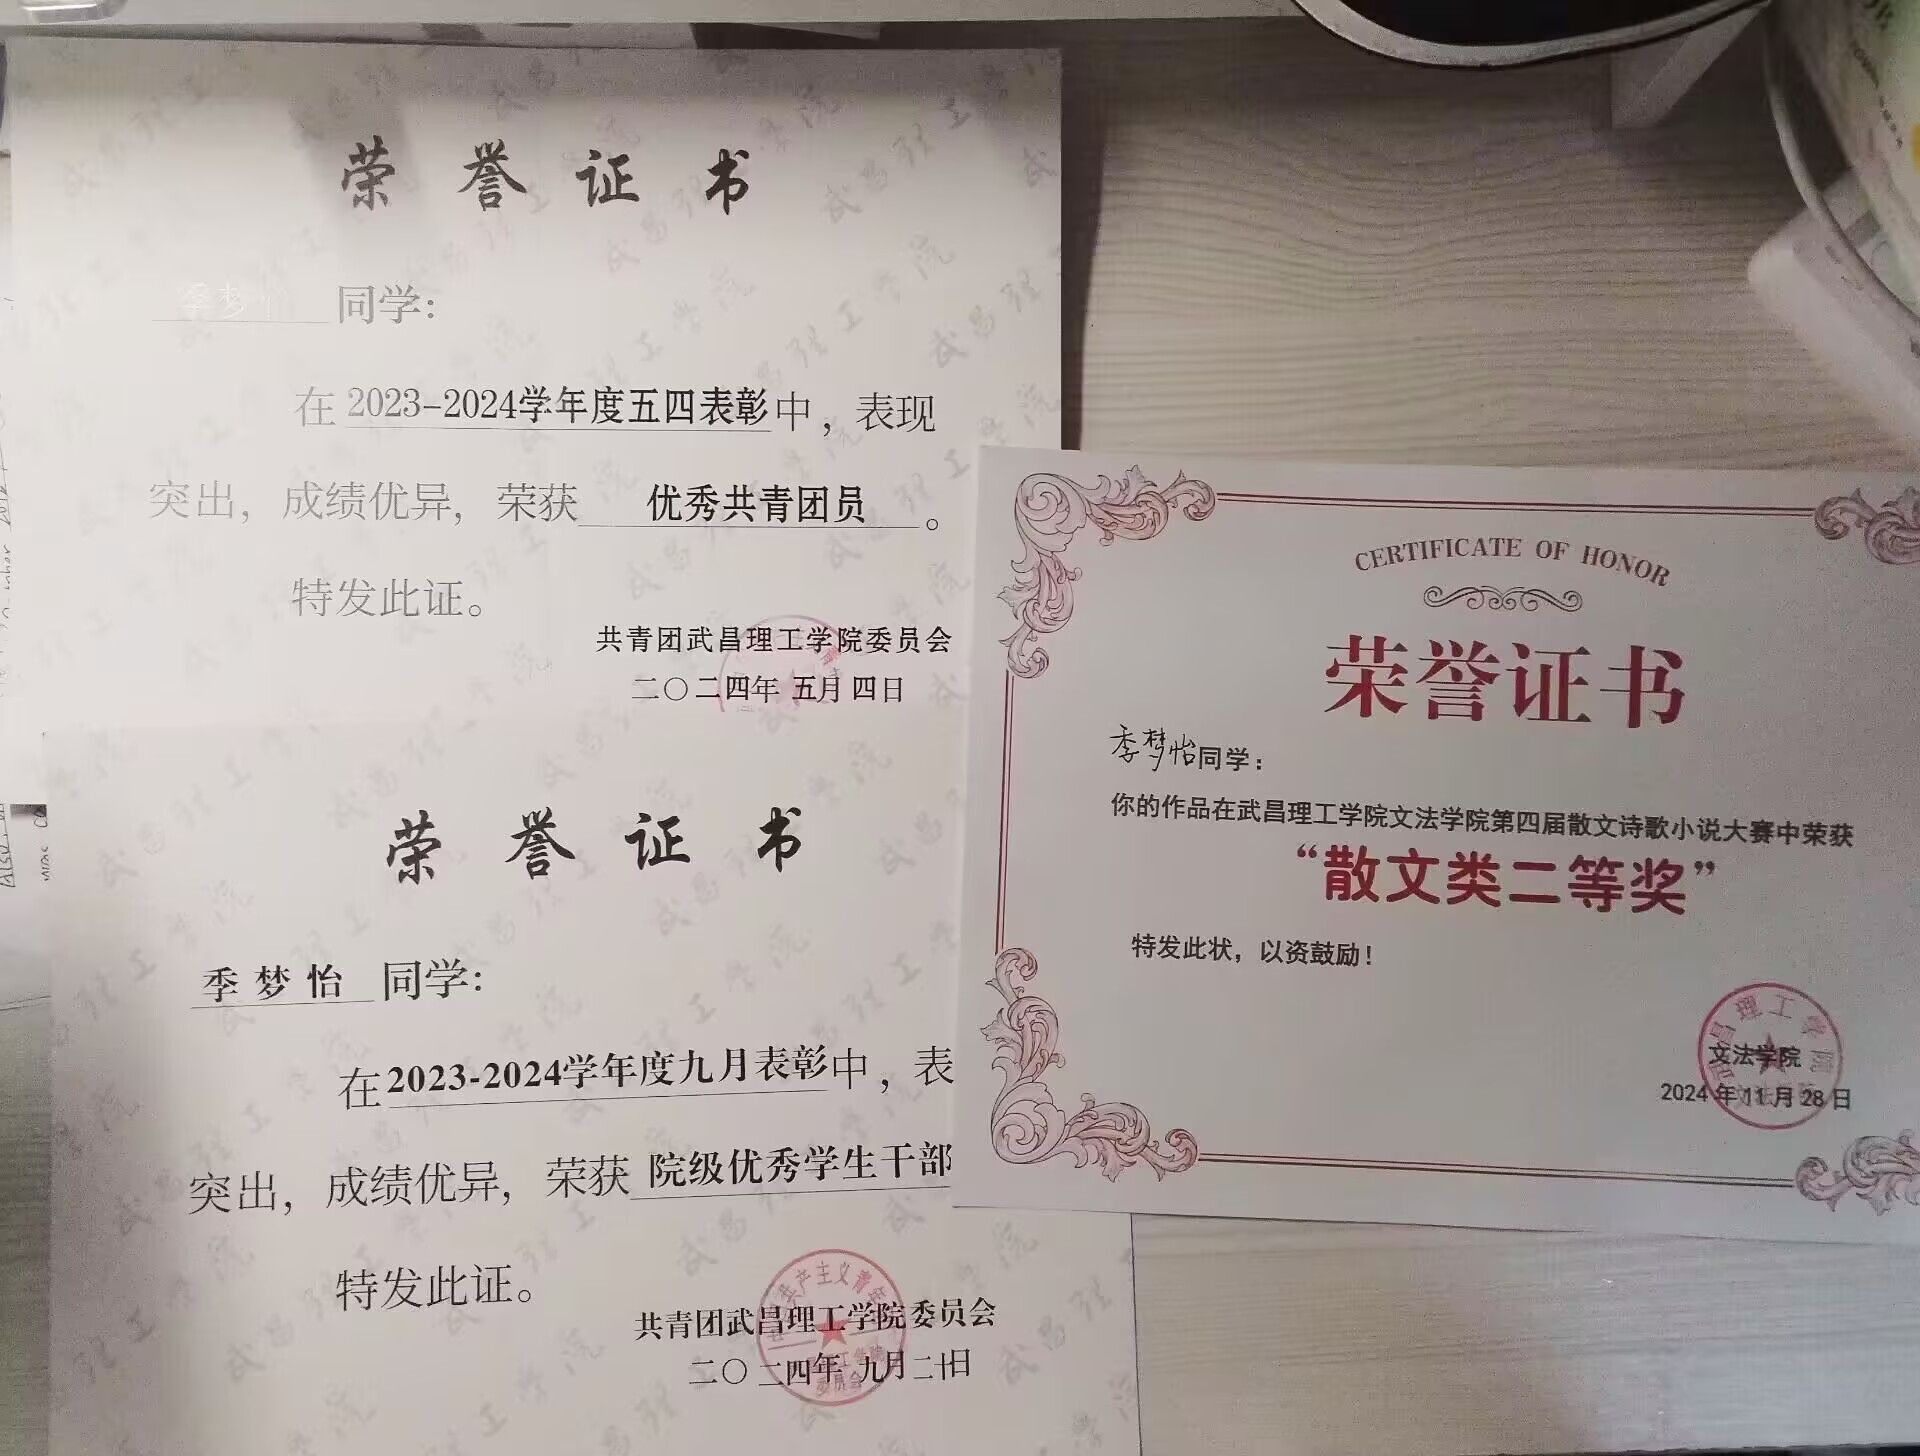 荣誉证书
季梦怡 同学：
在2023-2024学年度五四表彰中，表现
突出，成绩优异，荣获 优秀共青团员 。
特发此证。
共青团武昌理工学院委员会
二〇二四年 五月 四日
荣誉证书
季梦怡 同学：
在2023-2024学年度九月表彰中，表
突出，成绩优异，荣获 院级优秀学生干部
特发此证。
共青团武昌理工学院委员会
二〇二四年 九月二十日
CERTIFICATE OF HONOR
荣誉证书
季梦怡同学：
你的作品在武昌理工学院文法学院第四届散文诗歌小说大赛中荣获
“散文类二等奖”
特发此状，以资鼓励！
文法学院
2024年11月28日